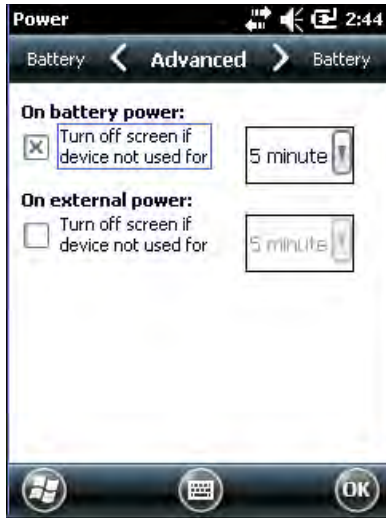 Power 2:44
Battery Advanced Battery
On battery power:
Turn off screen if
device not used for
5 minute
On external power:
Turn off screen if
device not used for
5 minute
OK